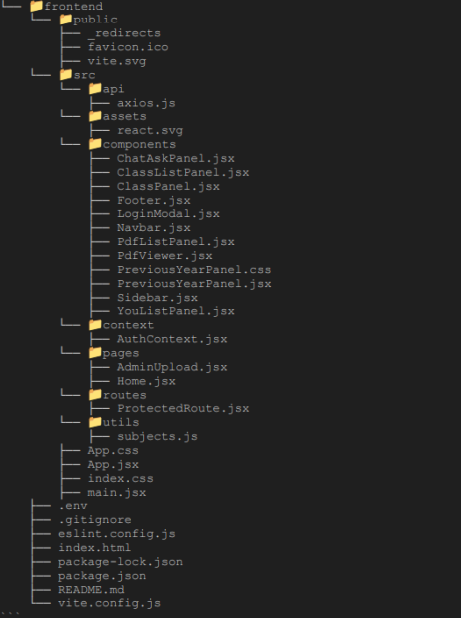 └── 📁frontend
└── 📁public
├── _redirects
├── favicon.ico
├── vite.svg
└── 📁src
└── 📁api
├── axios.js
└── 📁assets
├── react.svg
└── 📁components
├── ChatAskPanel.jsx
├── ClassListPanel.jsx
├── ClassPanel.jsx
├── Footer.jsx
├── LoginModal.jsx
├── Navbar.jsx
├── PdfListPanel.jsx
├── PdfViewer.jsx
├── PreviousYearPanel.css
├── PreviousYearPanel.jsx
├── Sidebar.jsx
├── YouListPanel.jsx
└── 📁context
├── AuthContext.jsx
└── 📁pages
├── AdminUpload.jsx
├── Home.jsx
└── 📁routes
├── ProtectedRoute.jsx
└── 📁utils
├── subjects.js
├── App.css
├── App.jsx
├── index.css
├── main.jsx
├── .env
├── .gitignore
├── eslint.config.js
├── index.html
├── package-lock.json
├── package.json
├── README.md
└── vite.config.js
```